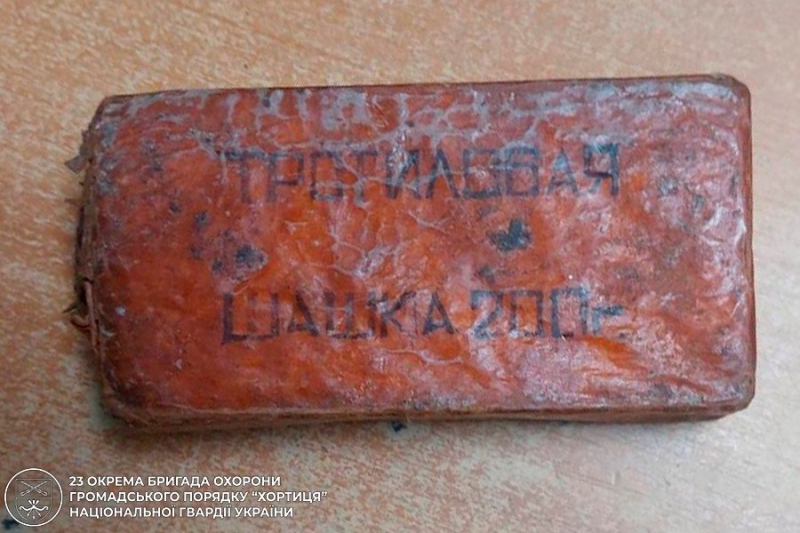 ТРОТИЛОВАЯ
ШАШКА 200г
23 ОКРЕМА БРИГАДА ОХОРОНИ
ГРОМАДСЬКОГО ПОРЯДКУ “ХОРТИЦЯ”
НАЦІОНАЛЬНОЇ ГВАРДІЇ УКРАЇНИ